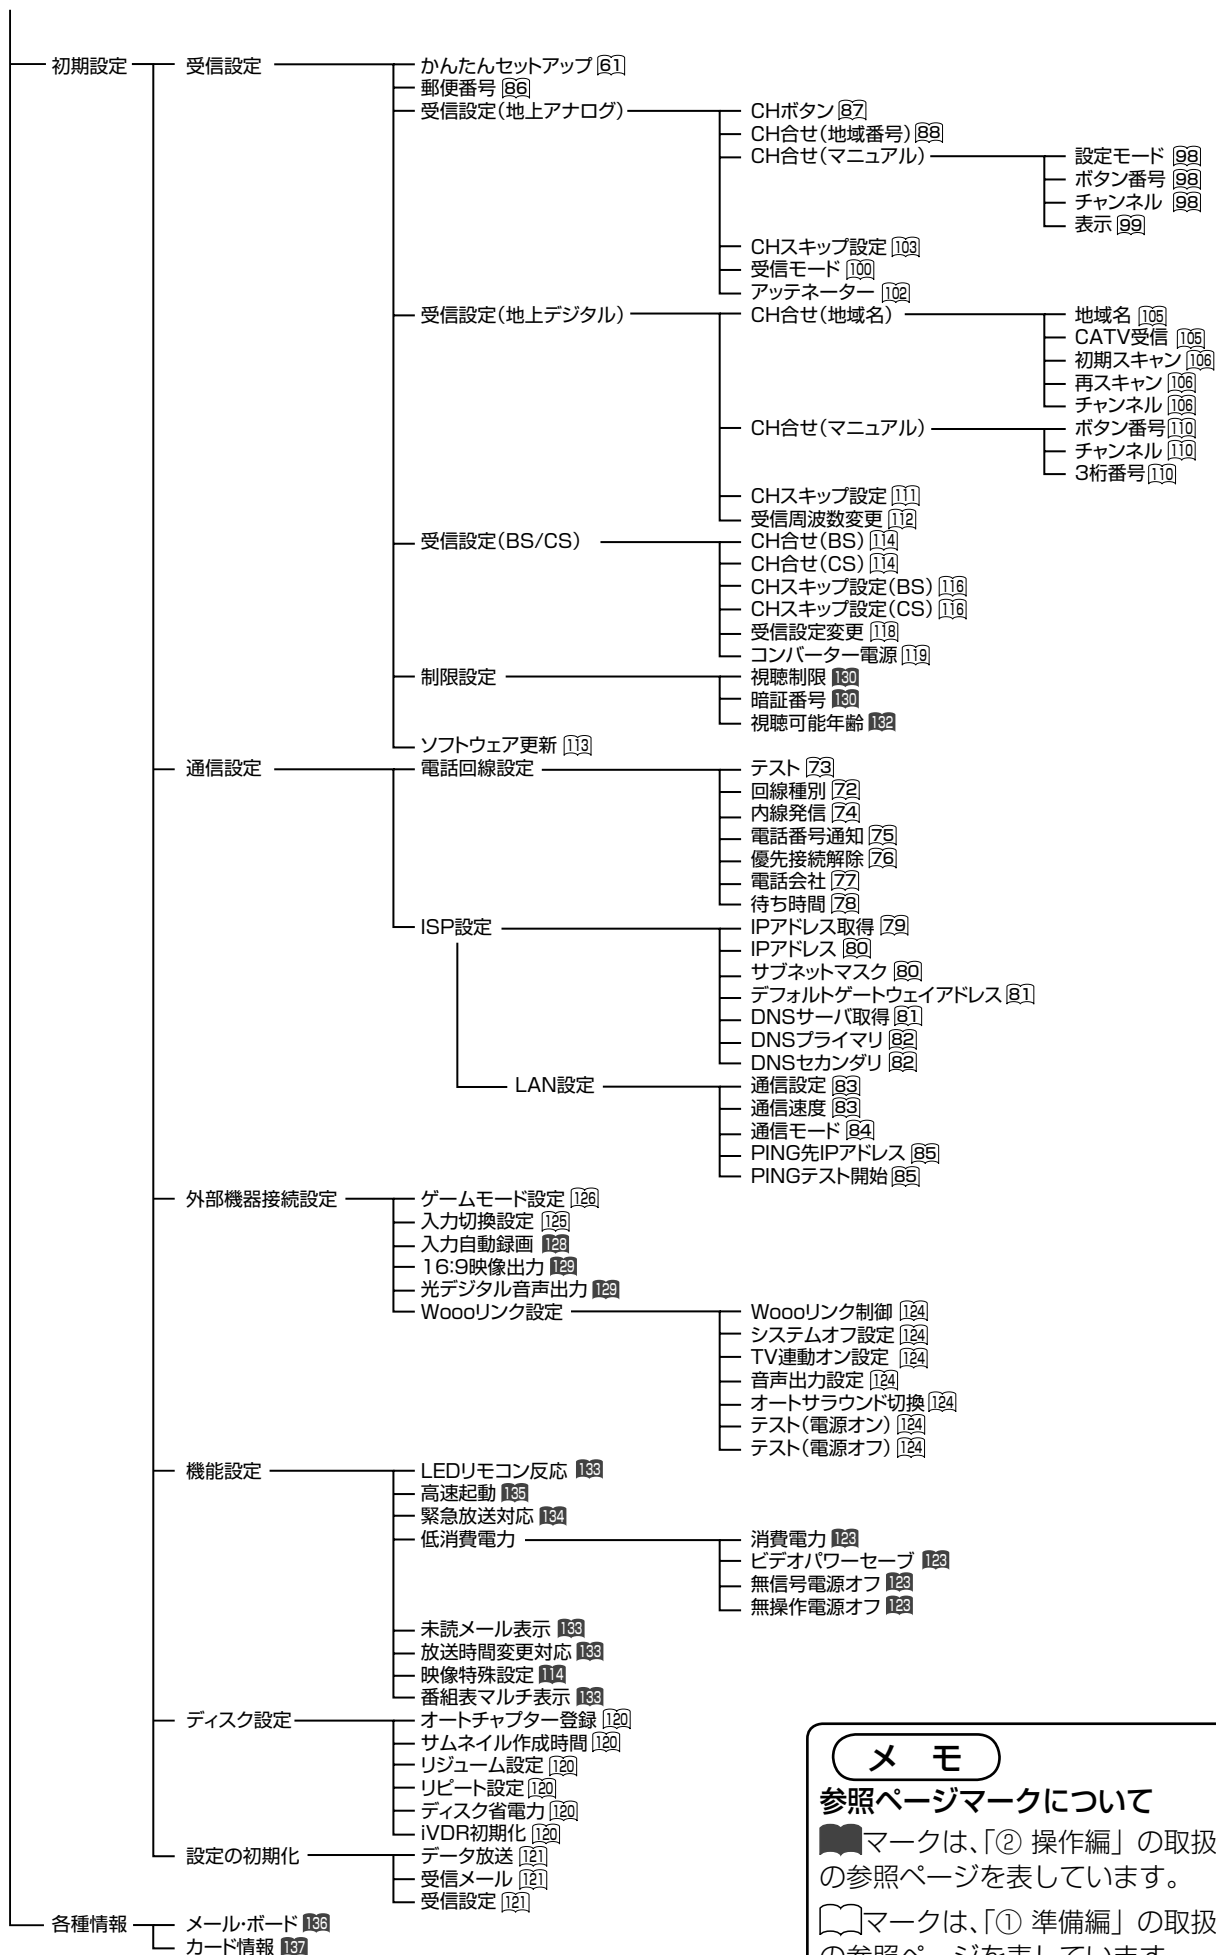 初期設定
受信設定
かんたんセットアップ 61
郵便番号 86
受信設定(地上アナログ)
CHボタン 87
CH合せ(地域番号) 88
CH合せ(マニュアル)
設定モード 98
ボタン番号 98
チャンネル 98
表示 99
CHスキップ設定 103
受信モード 100
アッテネーター 102
受信設定(地上デジタル)
CH合せ(地域名)
地域名 105
CATV受信 105
初期スキャン 106
再スキャン 106
チャンネル 106
CH合せ(マニュアル)
ボタン番号 110
チャンネル 110
3桁番号 110
CHスキップ設定 111
受信周波数変更 112
受信設定(BS/CS)
CH合せ(BS) 114
CH合せ(CS) 114
CHスキップ設定(BS) 116
CHスキップ設定(CS) 116
受信設定変更 118
コンバーター電源 119
制限設定
視聴制限 130
暗証番号 130
視聴可能年齢 132
ソフトウェア更新 113
通信設定
電話回線設定
テスト 73
回線種別 72
内線発信 74
電話番号通知 75
優先接続解除 76
電話会社 77
待ち時間 78
ISP設定
IPアドレス取得 79
IPアドレス 80
サブネットマスク 80
デフォルトゲートウェイアドレス 81
DNSサーバ取得 81
DNSプライマリ 82
DNSセカンダリ 82
LAN設定
通信設定 83
通信速度 83
通信モード 84
PING先IPアドレス 85
PINGテスト開始 85
外部機器接続設定
ゲームモード設定 126
入力切換設定 125
入力自動録画 128
16:9映像出力 129
光デジタル音声出力 129
Woooリンク設定
Woooリンク制御 124
システムオフ設定 124
TV連動オン設定 124
音声出力設定 124
オートサラウンド切換 124
テスト(電源オン) 124
テスト(電源オフ) 124
機能設定
LEDリモコン反応 133
高速起動 135
緊急放送対応 134
低消費電力
消費電力 123
ビデオパワーセーブ 123
無信号電源オフ 123
無操作電源オフ 123
未読メール表示 133
放送時間変更対応 133
映像特殊設定 114
番組表マルチ表示 133
ディスク設定
オートチャプター登録 120
サムネイル作成時間 120
リジューム設定 120
リピート設定 120
ディスク省電力 120
iVDR初期化 120
設定の初期化
データ放送 121
受信メール 121
受信設定 121
各種情報
メール・ボード 136
カード情報 137
メモ
参照ページマークについて
マークは、「② 操作編」の取扱
の参照ページを表しています。
マークは、「① 準備編」の取扱
の参照ページを表しています。